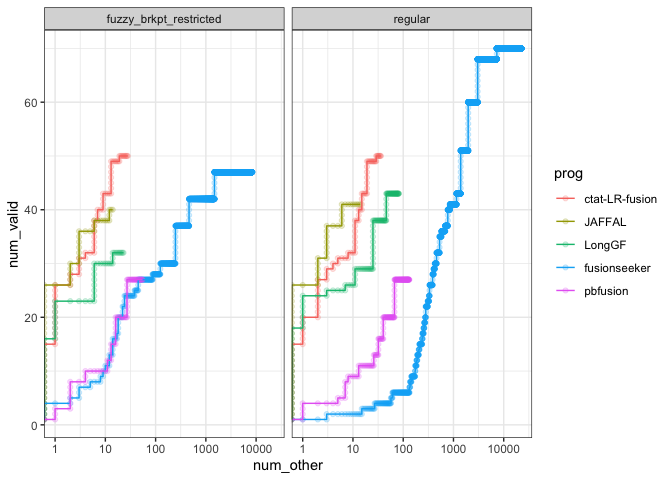 fuzzy_brkpt_restricted
regular
num_valid
60
40
20
0
1
10
100
1000
10000
1
10
100
1000
10000
num_other
prog
ctat-LR-fusion
JAFFAL
LongGF
fusionseeker
pbfusion